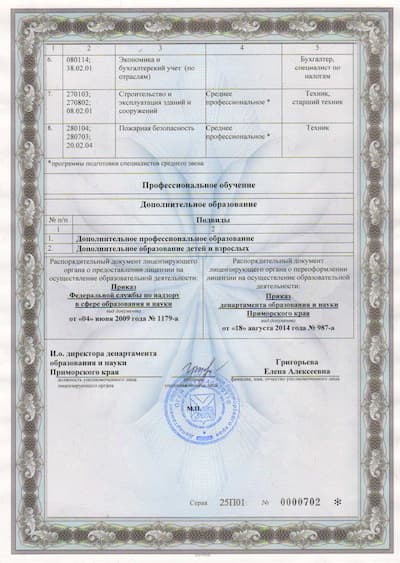 1 2 3 4 5
6. 080114; Экономика и Бухгалтер,
38.02.01 бухгалтерский учет (по специалист по
отраслям) налогам
7. 270103; Строительство и Среднее Техник,
270802; эксплуатация зданий и профессиональное * старший техник
08.02.01 сооружений
8. 280104; Пожарная безопасность Среднее Техник
280703; профессиональное *
20.02.04
*программы подготовки специалистов среднего звена
Профессиональное обучение
Дополнительное образование
№ п/п Подвиды
1 2
1. Дополнительное профессиональное образование
2. Дополнительное образование детей и взрослых
Распорядительный документ лицензирующего
органа о предоставлении лицензии на
осуществление образовательной деятельности:
Приказ
Федеральной службы по надзору
в сфере образования и науки
вид документа
от «04» июня 2009 года № 1179-а
Распорядительный документ
лицензирующего органа о переоформлении
лицензии на осуществление образовательной
деятельности:
Приказ
департамента образования и науки
Приморского края
вид документа
от «18» августа 2014 года № 987-а
И.о. директора департамента
образования и науки
Приморского края
должность уполномоченного лица
лицензирующего органа
Григорьева
Елена Алексеевна
фамилия, имя, отчество уполномоченного лица
М.П.
Серия 25П01 № 0000702 *